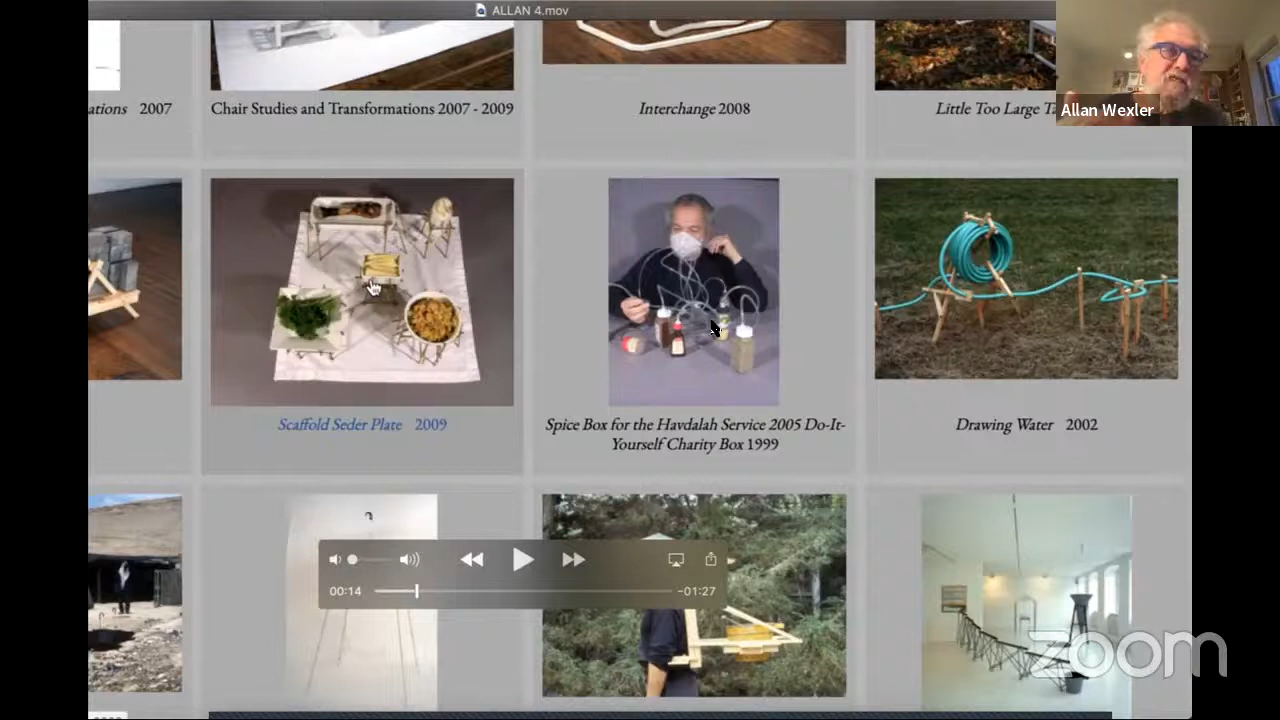 ALLAN 4.mov
ations 2007
Chair Studies and Transformations 2007 - 2009
Interchange 2008
Little Too Large
Allan Wexler
Scaffold Seder Plate 2009
Spice Box for the Havdalah Service 2005 Do-It-
Yourself Charity Box 1999
Drawing Water 2002
00:14
-01:27
zoom